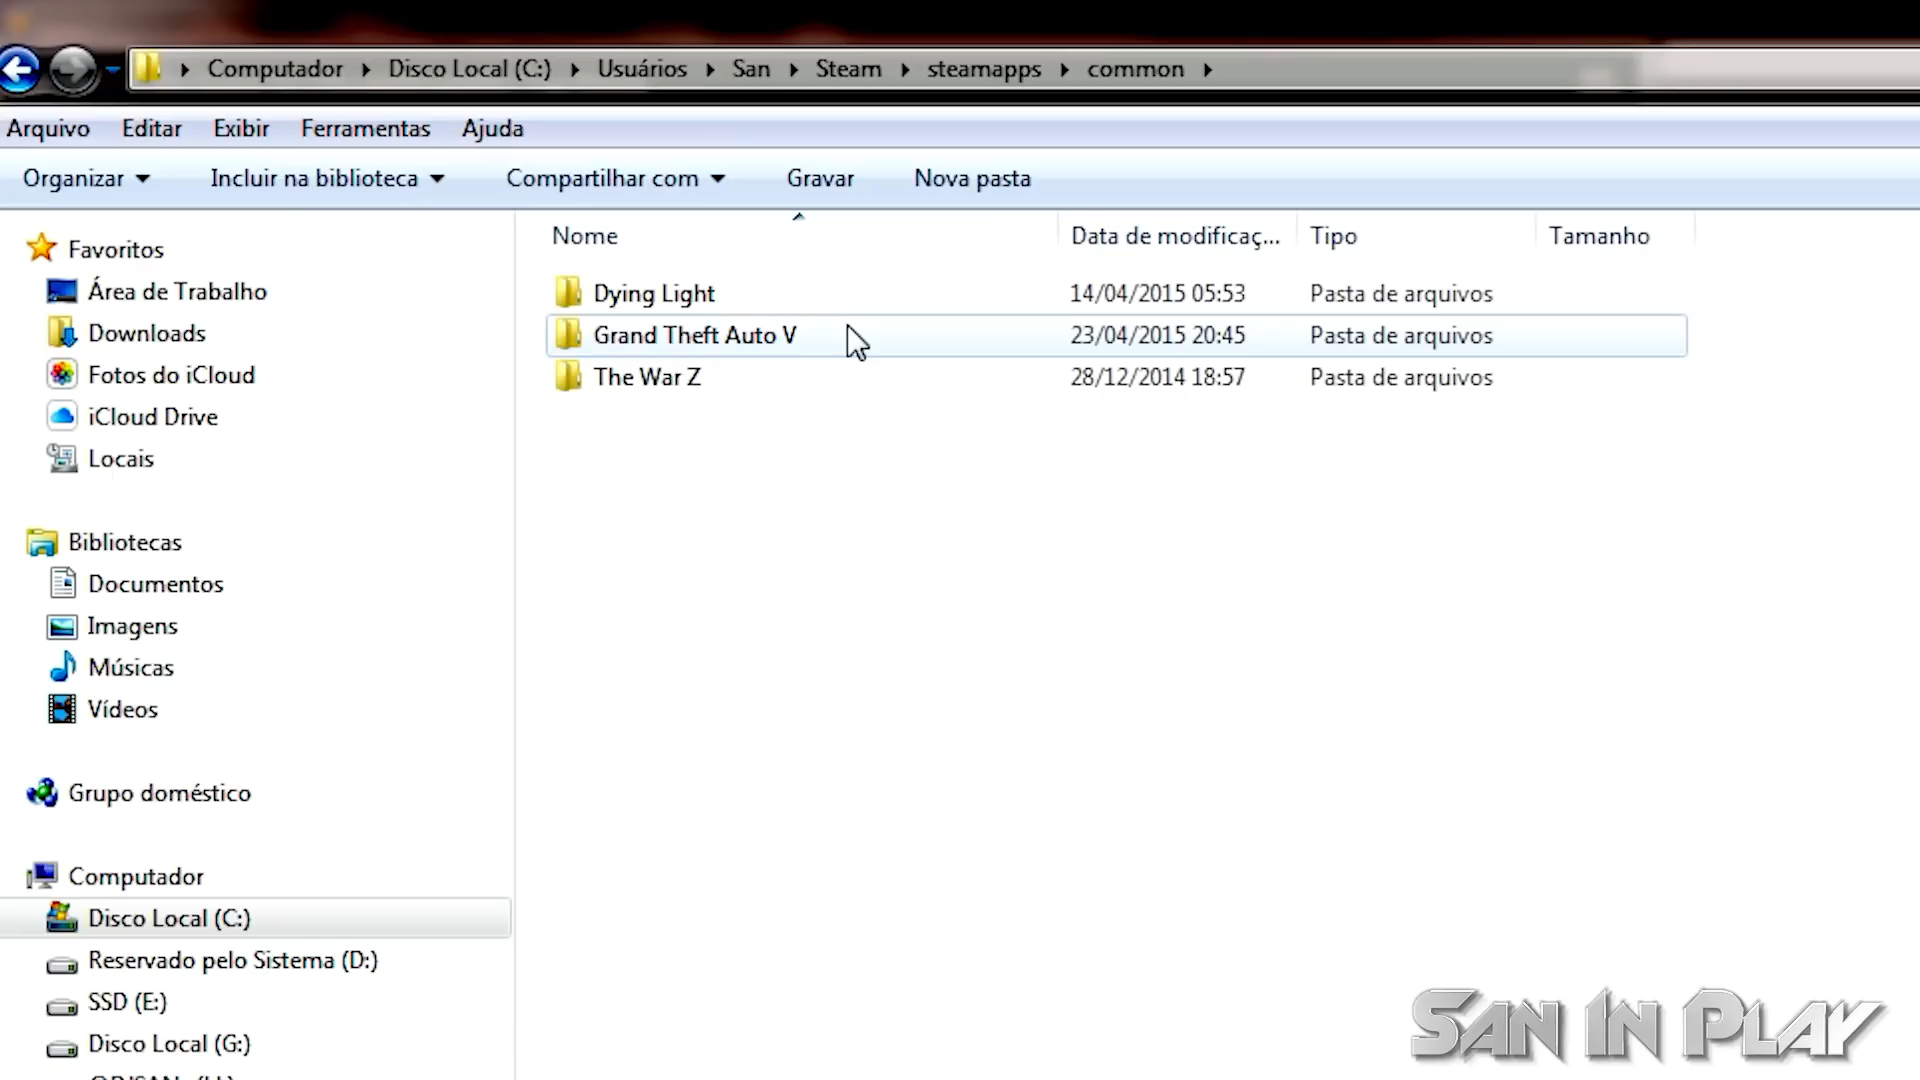 Computador Disco Local (C:) Usuários San Steam steamapps common
Arquivo Editar Exibir Ferramentas Ajuda
Organizar Incluir na biblioteca Compartilhar com Gravar Nova pasta
Nome Data de modificaç... Tipo Tamanho
Dying Light 14/04/2015 05:53 Pasta de arquivos
Grand Theft Auto V 23/04/2015 20:45 Pasta de arquivos
The War Z 28/12/2014 18:57 Pasta de arquivos
Favoritos
Área de Trabalho
Downloads
Fotos do iCloud
iCloud Drive
Locais
Bibliotecas
Documentos
Imagens
Músicas
Vídeos
Grupo doméstico
Computador
Disco Local (C:)
Reservado pelo Sistema (D:)
SSD (E:)
Disco Local (G:)
SAN IN PLAY